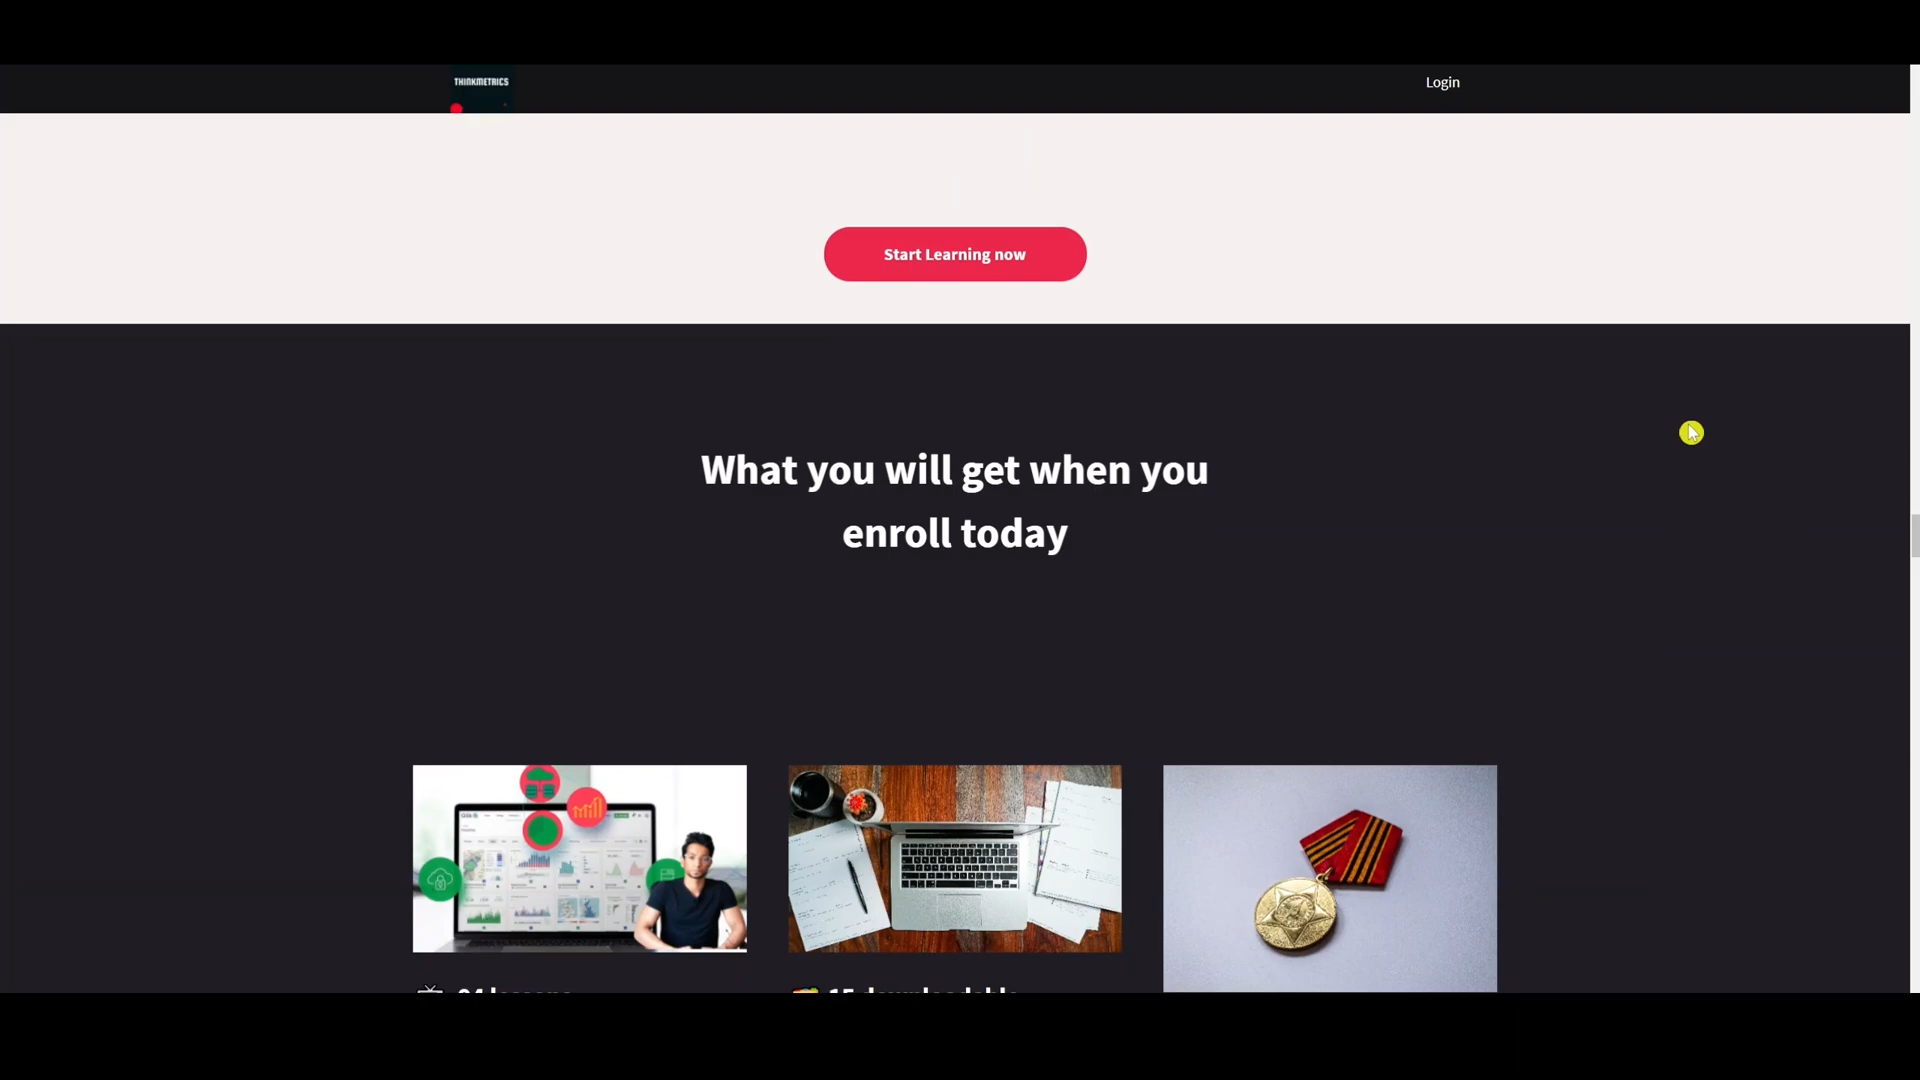 THINKMETRICS
Login
Start Learning now
What you will get when you
enroll today